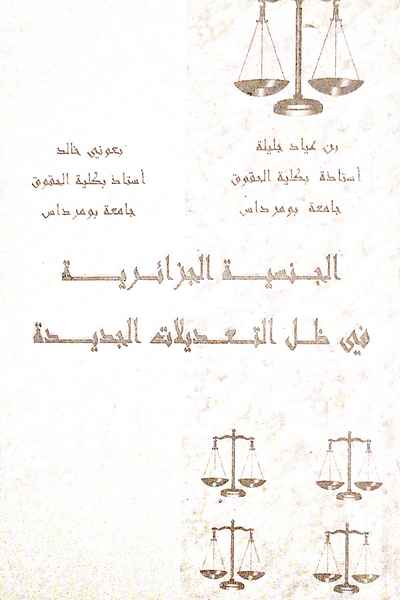 بن عياد جليلة
أستاذة بكلية الحقوق
جامعة بومرداس
بعوني خالد
أستاذ بكلية الحقوق
جامعة بومرداس
الجنسية الجزائرية
في ظل التعديلات الجديدة